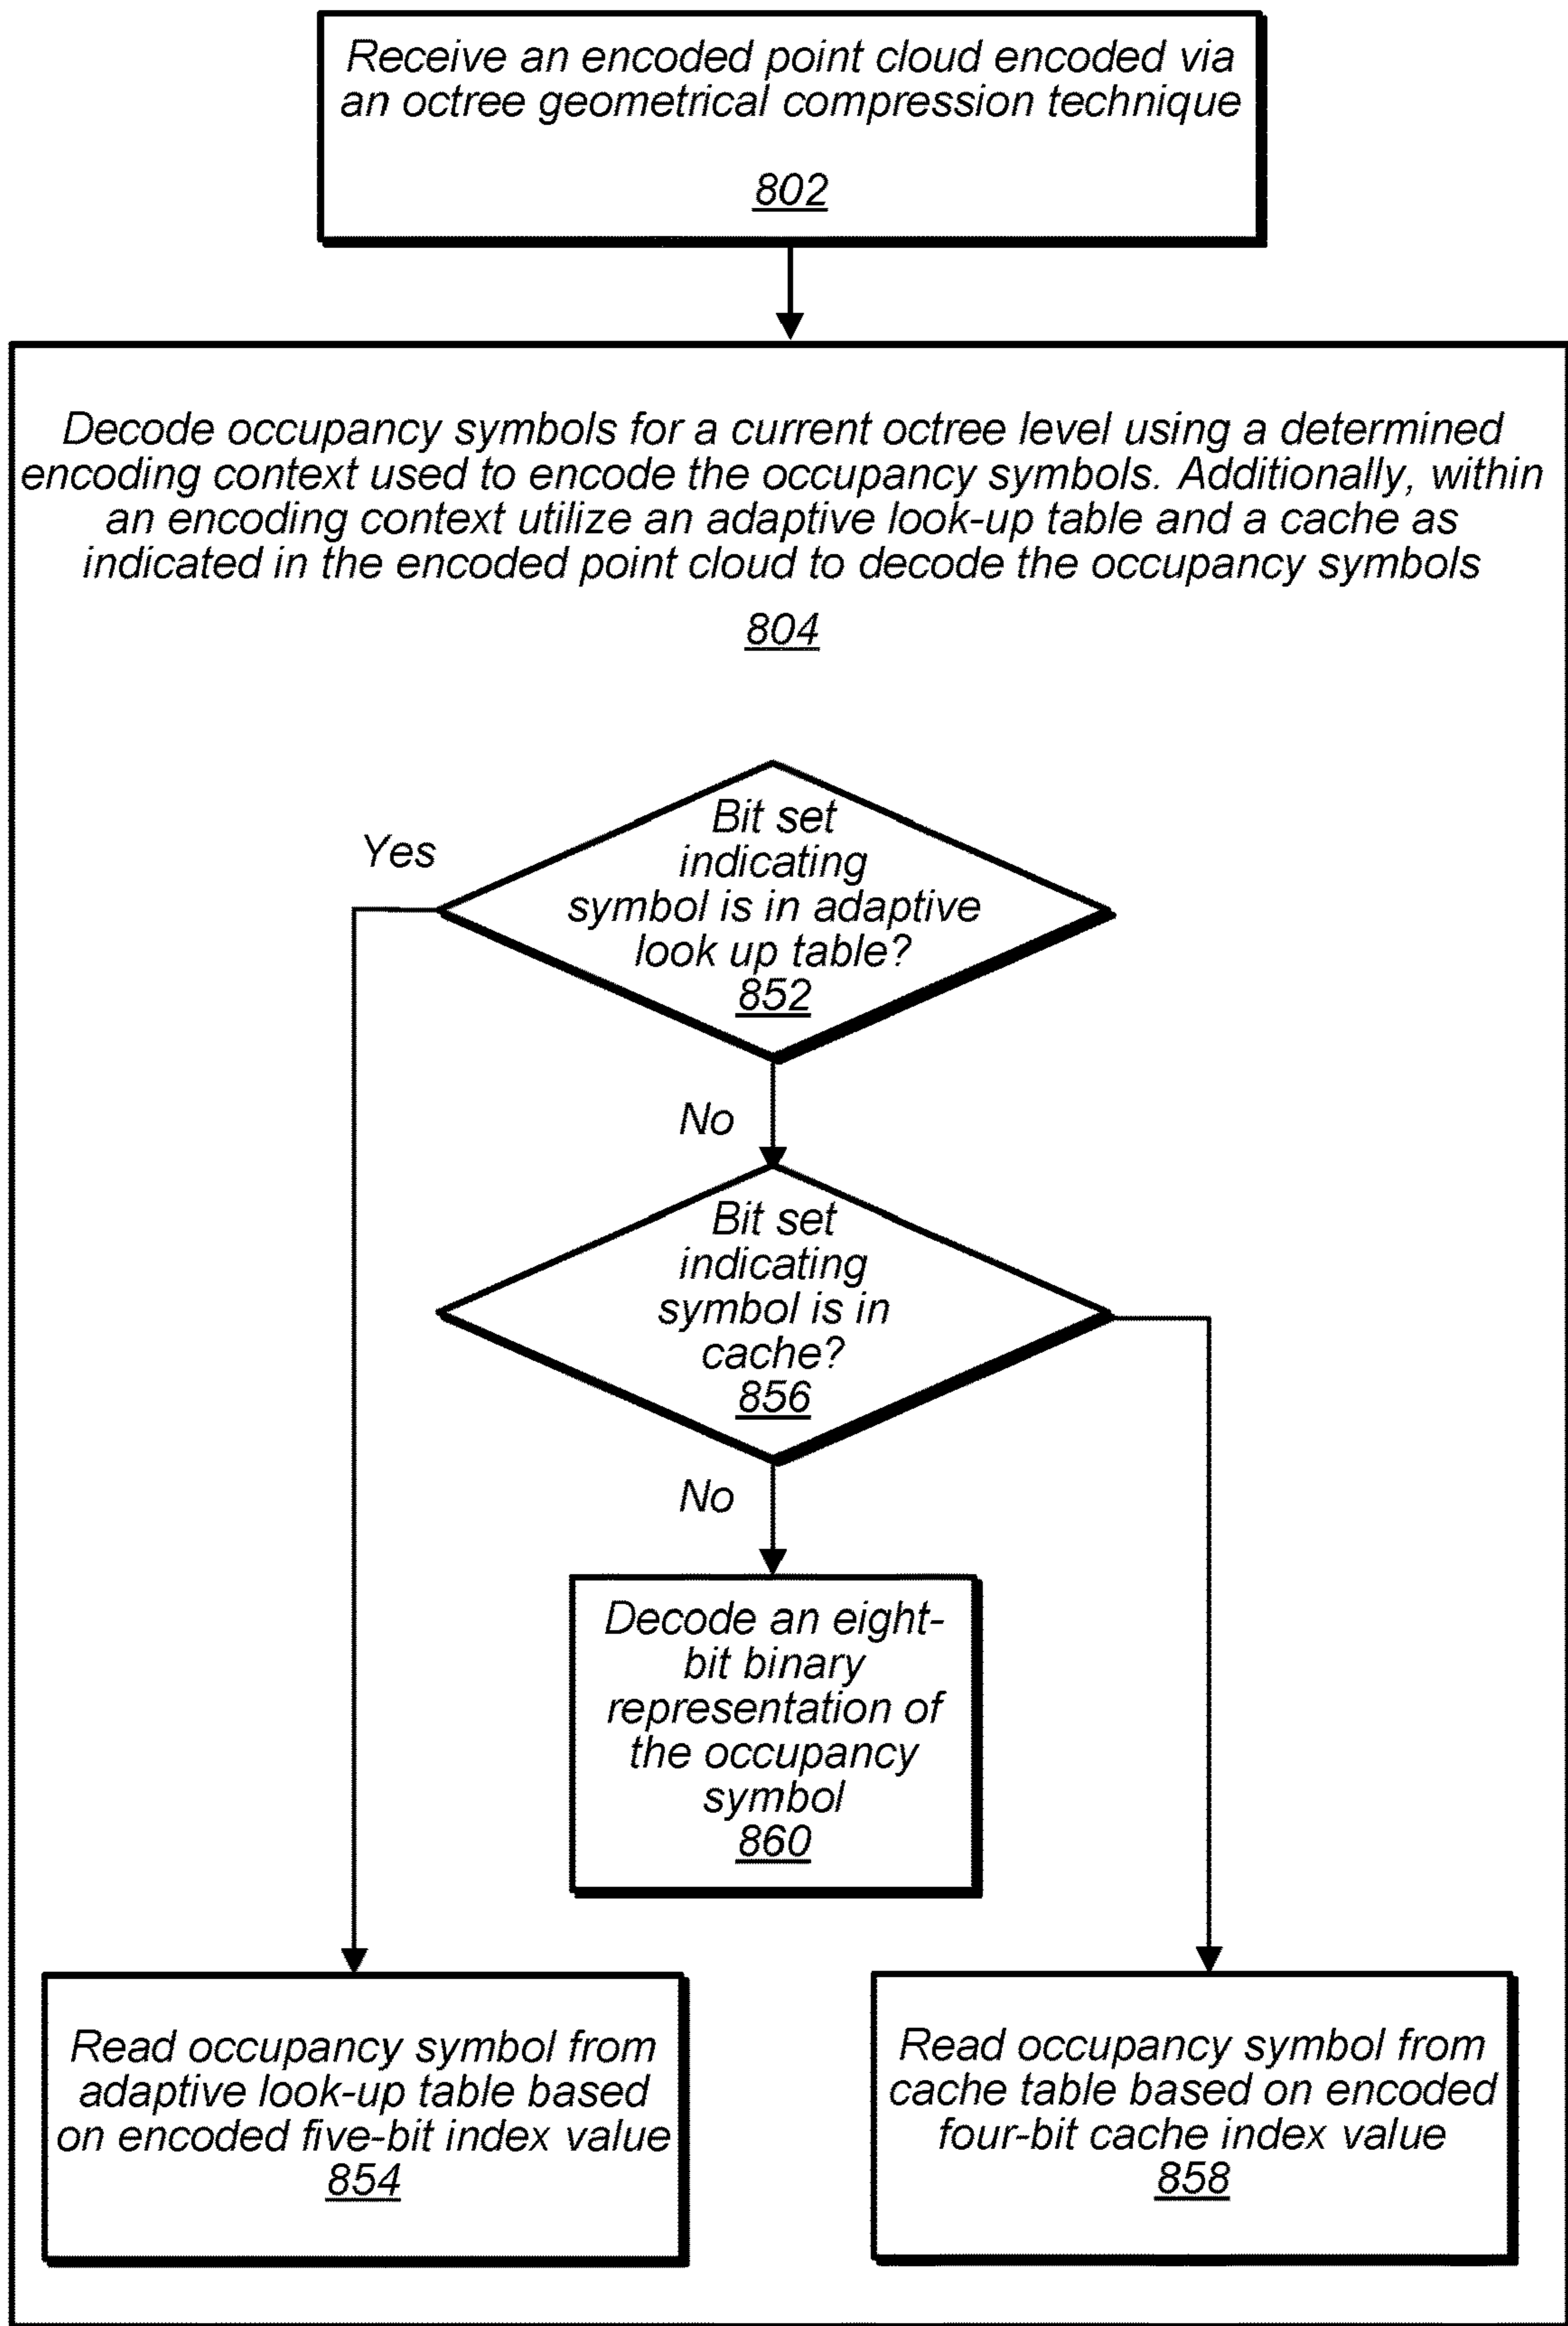 Receive an encoded point cloud encoded via
an octree geometrical compression technique
802
Decode occupancy symbols for a current octree level using a determined
encoding context used to encode the occupancy symbols. Additionally, within
an encoding context utilize an adaptive look-up table and a cache as
indicated in the encoded point cloud to decode the occupancy symbols
804
Yes
Bit set
indicating
symbol is in adaptive
look up table?
852
No
Bit set
indicating
symbol is in
cache?
856
No
Decode an eight-
bit binary
representation of
the occupancy
symbol
860
Read occupancy symbol from
adaptive look-up table based
on encoded five-bit index value
854
Read occupancy symbol from
cache table based on encoded
four-bit cache index value
858